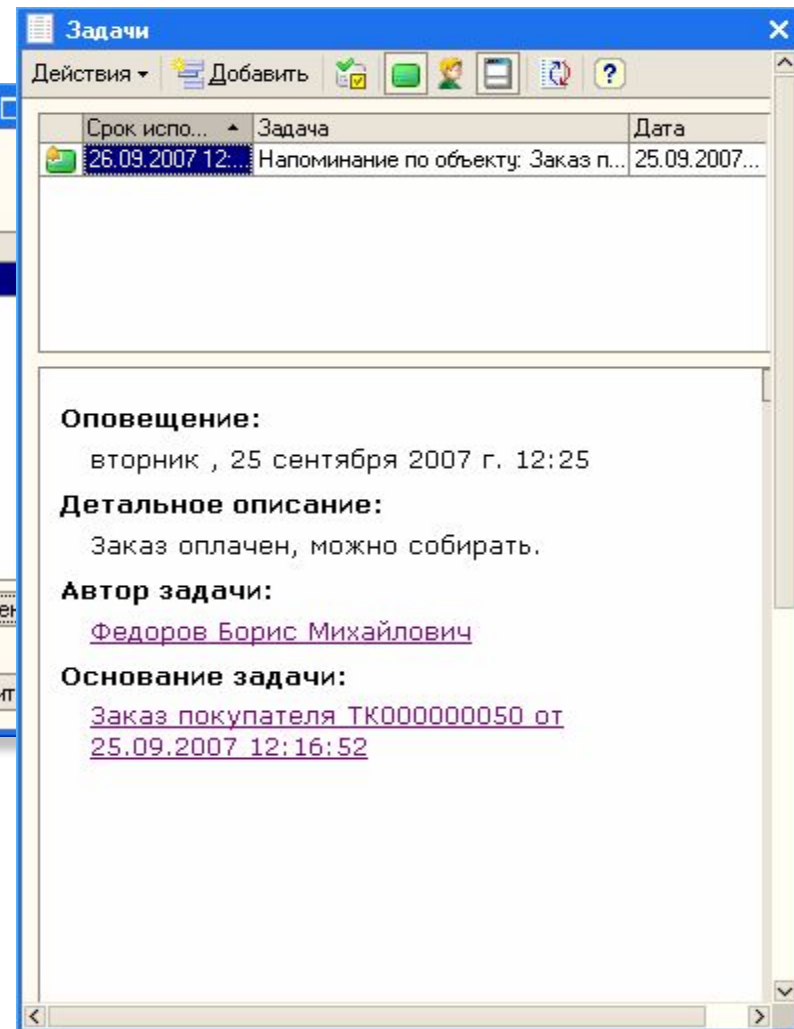 Задачи
Действия Добавить
Срок испо... Задача Дата
26.09.2007 12:... Напоминание по объекту: Заказ п... 25.09.2007...
Оповещение:
вторник , 25 сентября 2007 г. 12:25
Детальное описание:
Заказ оплачен, можно собирать.
Автор задачи:
Федоров Борис Михайлович
Основание задачи:
Заказ покупателя ТК000000050 от
25.09.2007 12:16:52